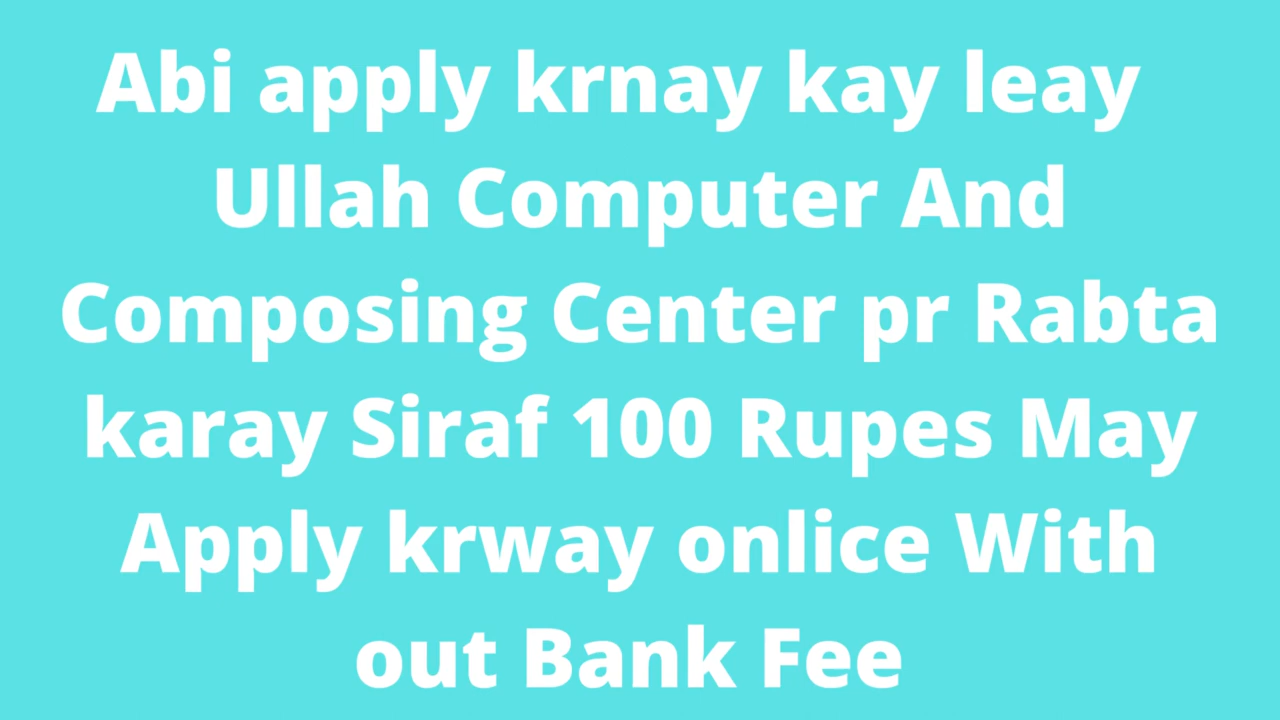 Abi apply krnay kay leay
Ullah Computer And
Composing Center pr Rabta
karay Siraf 100 Rupes May
Apply krway onlice With
out Bank Fee